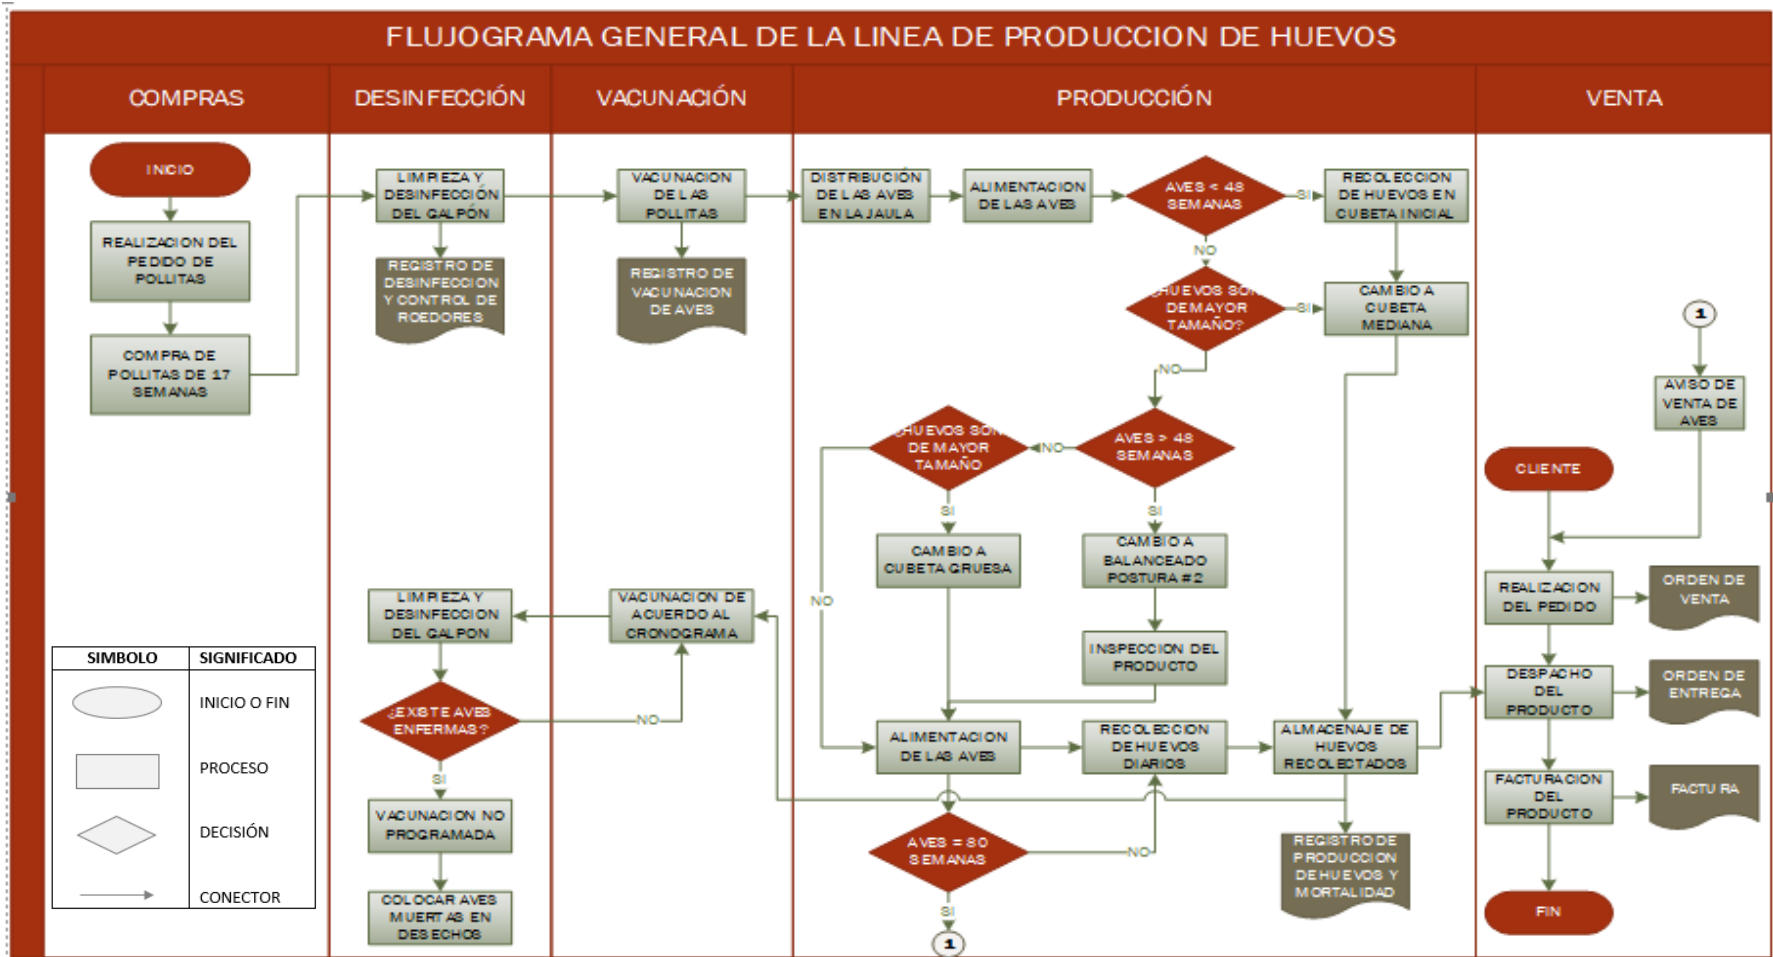 FLUJOGRAMA GENERAL DE LA LINEA DE PRODUCCION DE HUEVOS
COMPRAS
DESINFECCIÓN
VACUNACIÓN
PRODUCCIÓN
VENTA
INICIO
REALIZACION DEL
PEDIDO DE
POLLITAS
COMPRA DE
POLLITAS DE 17
SEMANAS
LIMPIEZA Y
DESINFECCIÓN
DEL GALPÓN
REGISTRO DE
DESINFECCION
Y CONTROL DE
ROEDORES
VACUNACION
DE LAS
POLLITAS
REGISTRO DE
VACUNACION
DE AVES
DISTRIBUCIÓN
DE LAS AVES
EN LA JAULA
ALIMENTACION
DE LAS AVES
AVES < 48
SEMANAS
SI
NO
RECOLECCION
DE HUEVOS EN
CUBETA INICIAL
¿HUEVOS SON
DE MAYOR
TAMAÑO?
SI
NO
CAMBIO A
CUBETA
MEDIANA
AVES > 48
SEMANAS
NO
SI
¿HUEVOS SON
DE MAYOR
TAMAÑO
SI
NO
CAMBIO A
CUBETA GRUESA
CAMBIO A
BALANCEADO
POSTURA #2
INSPECCION DEL
PRODUCTO
ALIMENTACION
DE LAS AVES
RECOLECCION
DE HUEVOS
DIARIOS
ALMACENAJE DE
HUEVOS
RECOLECTADOS
AVES = 80
SEMANAS
NO
SI
1
REGISTRO DE
PRODUCCION
DE HUEVOS Y
MORTALIDAD
VACUNACION DE
ACUERDO AL
CRONOGRAMA
LIMPIEZA Y
DESINFECCION
DEL GALPON
¿EXISTE AVES
ENFERMAS?
NO
SI
VACUNACION NO
PROGRAMADA
COLOCAR AVES
MUERTAS EN
DESECHOS
1
AVISO DE
VENTA DE
AVES
CLIENTE
REALIZACION
DEL PEDIDO
ORDEN DE
VENTA
DESPACHO
DEL
PRODUCTO
ORDEN DE
ENTREGA
FACTURACION
DEL
PRODUCTO
FACTURA
FIN
SIMBOLO SIGNIFICADO
INICIO O FIN
PROCESO
DECISIÓN
CONECTOR